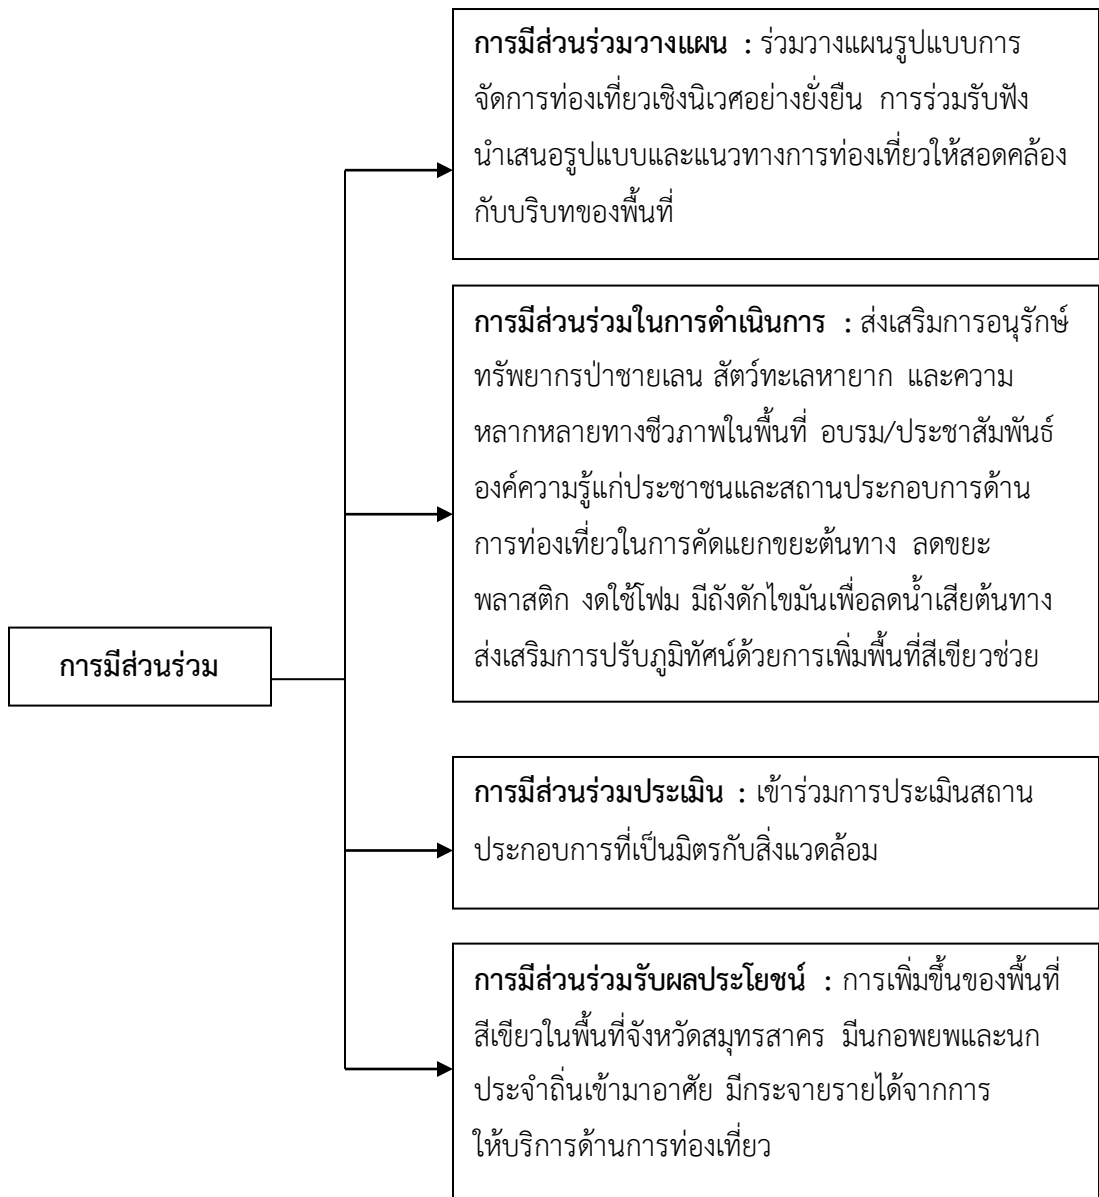 การมีส่วนร่วมวางแผน : ร่วมวางแผนรูปแบบการ
จัดการท่องเที่ยวเชิงนิเวศอย่างยั่งยืน การร่วมรับฟัง
นำเสนอรูปแบบและแนวทางการท่องเที่ยวให้สอดคล้อง
กับบริบทของพื้นที่
การมีส่วนร่วมในการดำเนินการ : ส่งเสริมการอนุรักษ์
ทรัพยากรป่าชายเลน สัตว์ทะเลหายาก และความ
หลากหลายทางชีวภาพในพื้นที่ อบรม/ประชาสัมพันธ์
องค์ความรู้แก่ประชาชนและสถานประกอบการด้าน
การท่องเที่ยวในการคัดแยกขยะต้นทาง ลดขยะ
พลาสติก งดใช้โฟม มีถังดักไขมันเพื่อลดน้ำเสียต้นทาง
ส่งเสริมการปรับภูมิทัศน์ด้วยการเพิ่มพื้นที่สีเขียวช่วย
การมีส่วนร่วม
การมีส่วนร่วมประเมิน : เข้าร่วมการประเมินสถาน
ประกอบการที่เป็นมิตรกับสิ่งแวดล้อม
การมีส่วนร่วมรับผลประโยชน์ : การเพิ่มขึ้นของพื้นที่
สีเขียวในพื้นที่จังหวัดสมุทรสาคร มีนกอพยพและนก
ประจำถิ่นเข้ามาอาศัย มีกระจายรายได้จากการ
ให้บริการด้านการท่องเที่ยว